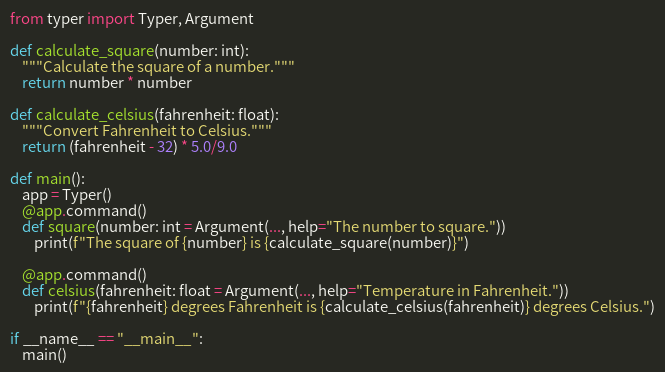 from typer import Typer, Argument

def calculate_square(number: int):
    """Calculate the square of a number."""
    return number * number

def calculate_celsius(fahrenheit: float):
    """Convert Fahrenheit to Celsius."""
    return (fahrenheit - 32) * 5.0/9.0

def main():
    app = Typer()
    @app.command()
    def square(number: int = Argument(..., help="The number to square."))
        print(f"The square of {number} is {calculate_square(number)}")

    @app.command()
    def celsius(fahrenheit: float = Argument(..., help="Temperature in Fahrenheit."))
        print(f"{fahrenheit} degrees Fahrenheit is {calculate_celsius(fahrenheit)} degrees Celsius.")

if __name__ == "__main__":
    main()